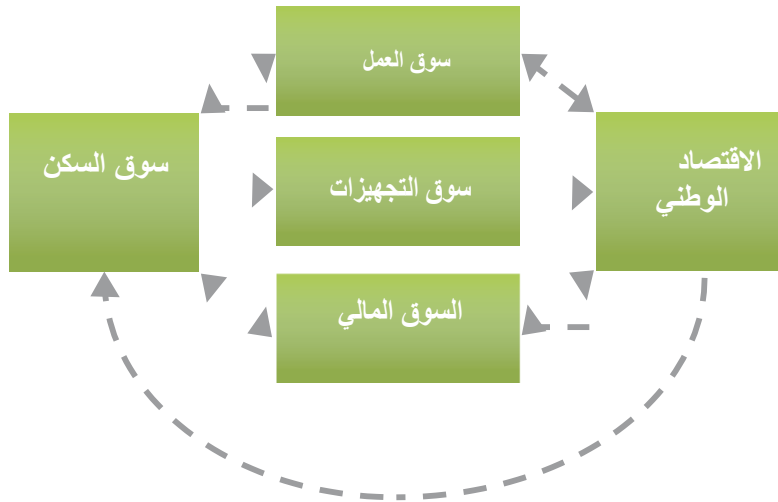 سوق العمل
الاقتصاد
الوطني
سوق السكن
سوق التجهيزات
السوق المالي